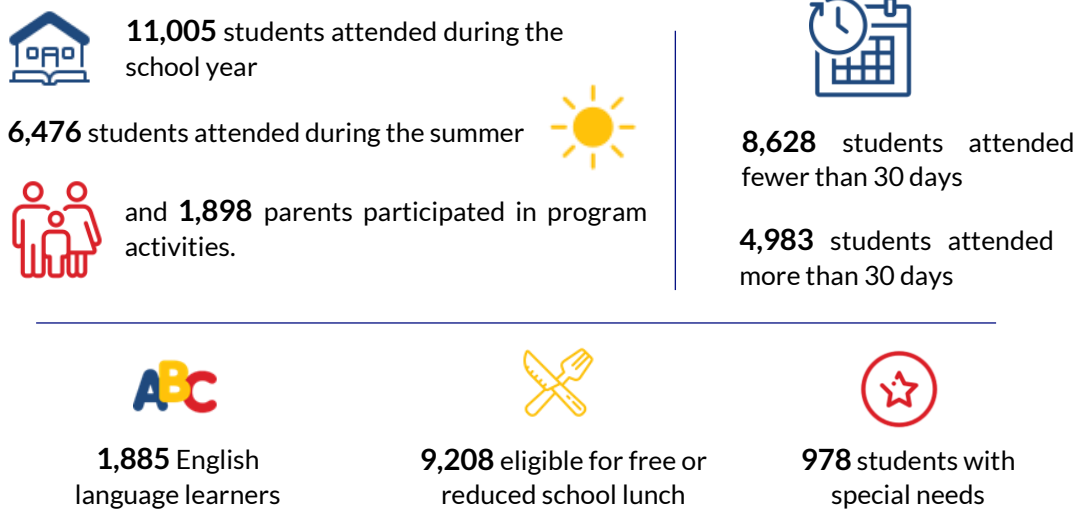 11,005 students attended during the
school year
6,476 students attended during the summer
and 1,898 parents participated in program
activities.
8,628 students attended
fewer than 30 days
4,983 students attended
more than 30 days
ABC
1,885 English
language learners
9,208 eligible for free or
reduced school lunch
978 students with
special needs